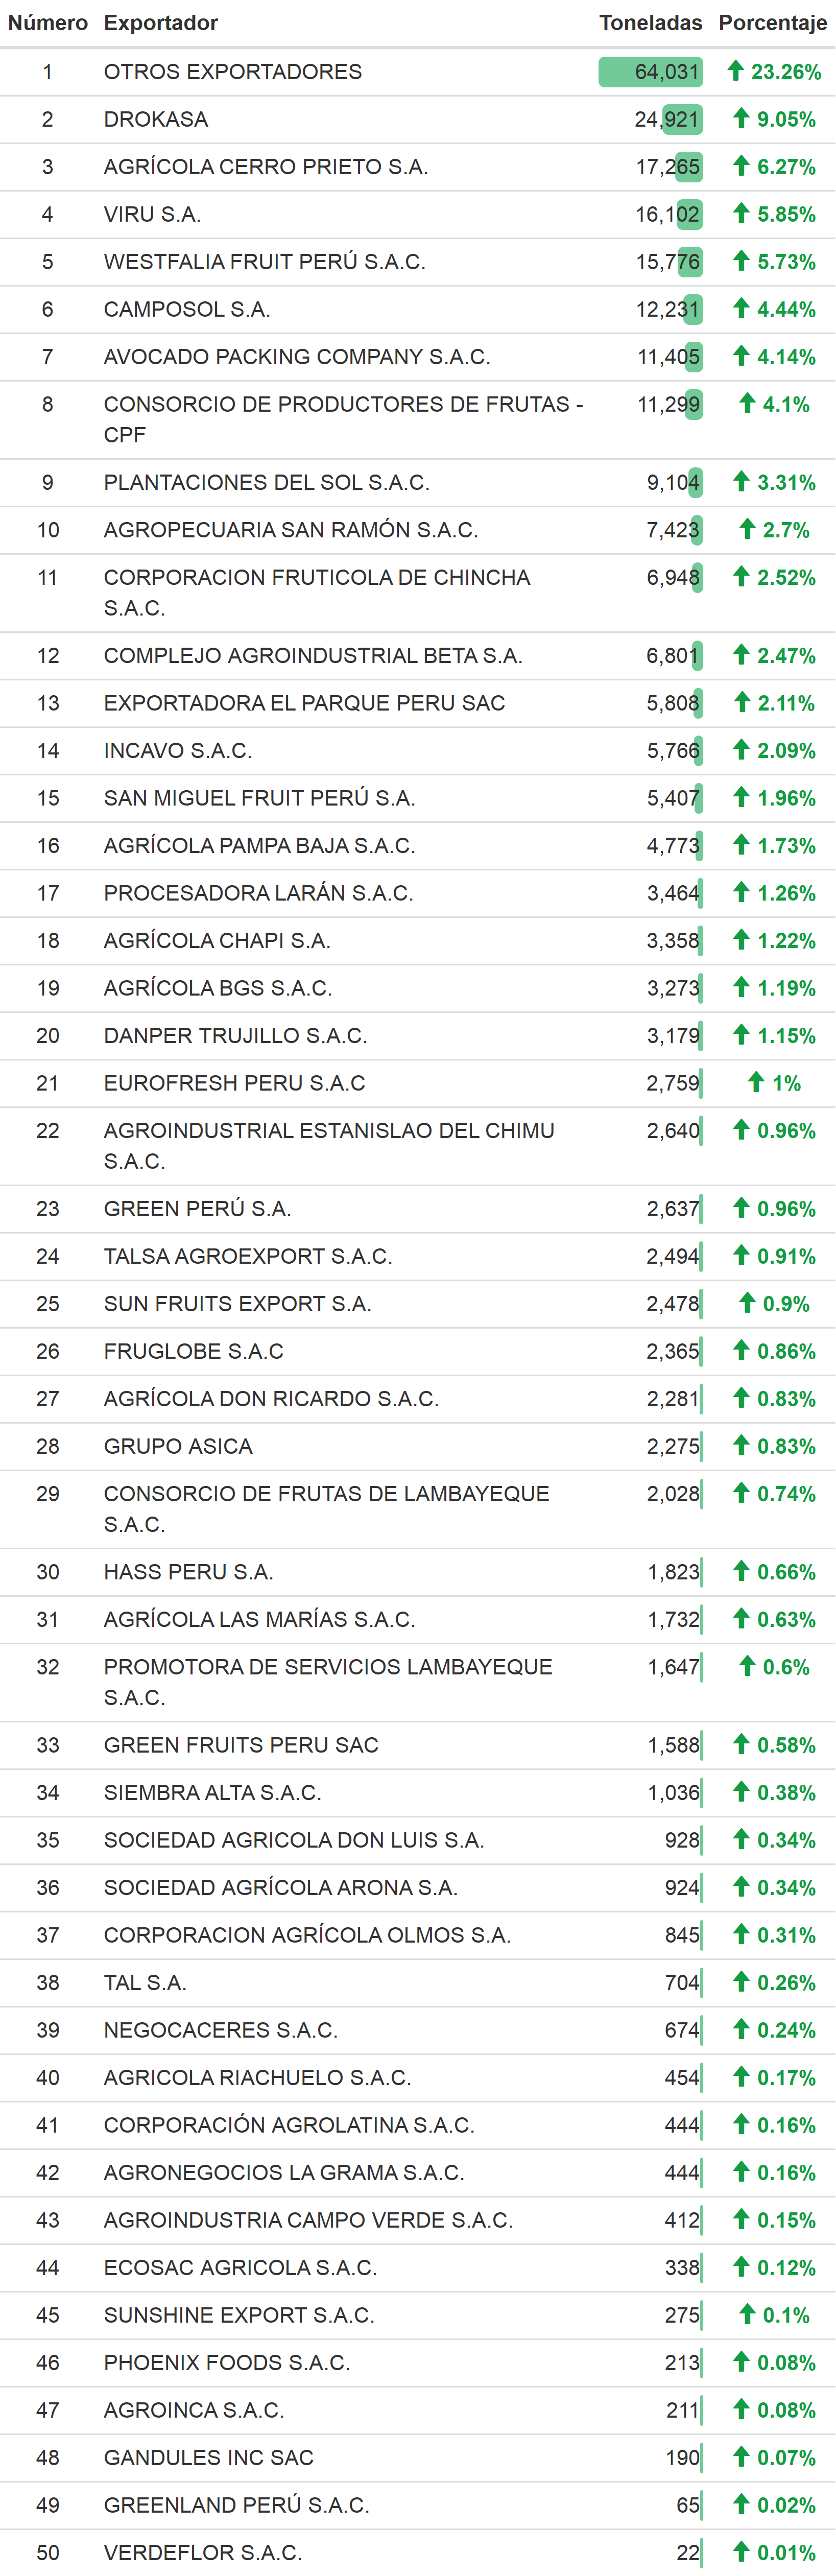 Número Exportador Toneladas Porcentaje
1 OTROS EXPORTADORES 64,031 23.26%
2 DROKASA 24,921 9.05%
3 AGRÍCOLA CERRO PRIETO S.A. 17,265 6.27%
4 VIRU S.A. 16,102 5.85%
5 WESTFALIA FRUIT PERÚ S.A.C. 15,776 5.73%
6 CAMPOSOL S.A. 12,231 4.44%
7 AVOCADO PACKING COMPANY S.A.C. 11,405 4.14%
8 CONSORCIO DE PRODUCTORES DE FRUTAS - 11,299 4.1%
CPF
9 PLANTACIONES DEL SOL S.A.C. 9,104 3.31%
10 AGROPECUARIA SAN RAMÓN S.A.C. 7,423 2.7%
11 CORPORACION FRUTICOLA DE CHINCHA 6,948 2.52%
S.A.C.
12 COMPLEJO AGROINDUSTRIAL BETA S.A. 6,801 2.47%
13 EXPORTADORA EL PARQUE PERU SAC 5,808 2.11%
14 INCAVO S.A.C. 5,766 2.09%
15 SAN MIGUEL FRUIT PERÚ S.A. 5,407 1.96%
16 AGRÍCOLA PAMPA BAJA S.A.C. 4,773 1.73%
17 PROCESADORA LARÁN S.A.C. 3,464 1.26%
18 AGRÍCOLA CHAPI S.A. 3,358 1.22%
19 AGRÍCOLA BGS S.A.C. 3,273 1.19%
20 DANPER TRUJILLO S.A.C. 3,179 1.15%
21 EUROFRESH PERU S.A.C 2,759 1%
22 AGROINDUSTRIAL ESTANISLAO DEL CHIMU 2,640 0.96%
S.A.C.
23 GREEN PERÚ S.A. 2,637 0.96%
24 TALSA AGROEXPORT S.A.C. 2,494 0.91%
25 SUN FRUITS EXPORT S.A. 2,478 0.9%
26 FRUGLOBE S.A.C 2,365 0.86%
27 AGRÍCOLA DON RICARDO S.A.C. 2,281 0.83%
28 GRUPO ASICA 2,275 0.83%
29 CONSORCIO DE FRUTAS DE LAMBAYEQUE 2,028 0.74%
S.A.C.
30 HASS PERU S.A. 1,823 0.66%
31 AGRÍCOLA LAS MARÍAS S.A.C. 1,732 0.63%
32 PROMOTORA DE SERVICIOS LAMBAYEQUE 1,647 0.6%
S.A.C.
33 GREEN FRUITS PERU SAC 1,588 0.58%
34 SIEMBRA ALTA S.A.C. 1,036 0.38%
35 SOCIEDAD AGRICOLA DON LUIS S.A. 928 0.34%
36 SOCIEDAD AGRÍCOLA ARONA S.A. 924 0.34%
37 CORPORACION AGRÍCOLA OLMOS S.A. 845 0.31%
38 TAL S.A. 704 0.26%
39 NEGOCACERES S.A.C. 674 0.24%
40 AGRICOLA RIACHUELO S.A.C. 454 0.17%
41 CORPORACIÓN AGROLATINA S.A.C. 444 0.16%
42 AGRONEGOCIOS LA GRAMA S.A.C. 444 0.16%
43 AGROINDUSTRIA CAMPO VERDE S.A.C. 412 0.15%
44 ECOSAC AGRICOLA S.A.C. 338 0.12%
45 SUNSHINE EXPORT S.A.C. 275 0.1%
46 PHOENIX FOODS S.A.C. 213 0.08%
47 AGROINCA S.A.C. 211 0.08%
48 GANDULES INC SAC 190 0.07%
49 GREENLAND PERÚ S.A.C. 65 0.02%
50 VERDEFLOR S.A.C. 22 0.01%